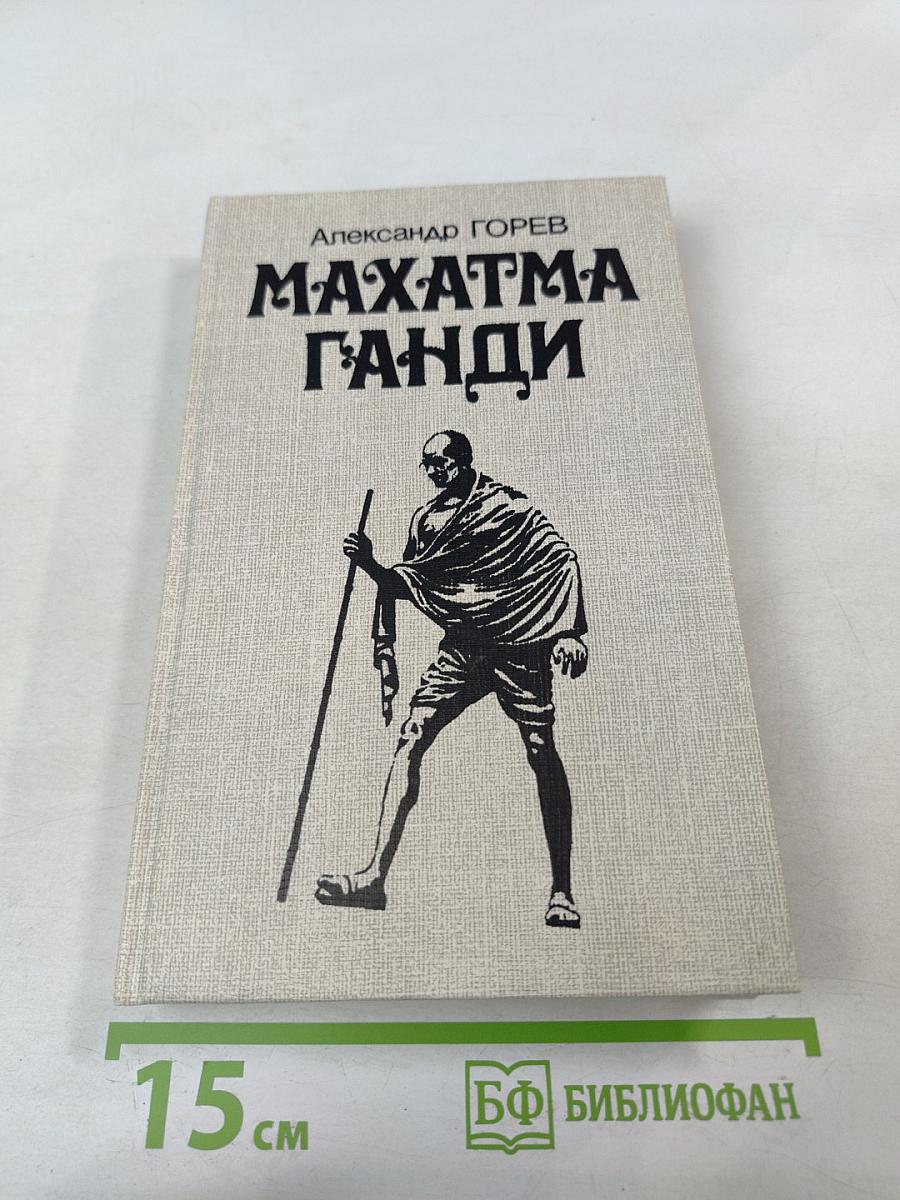 Александр ГОРЕВ
МАХАТМА
ГАНДИ
15 см
БФ БИБЛИОФАН